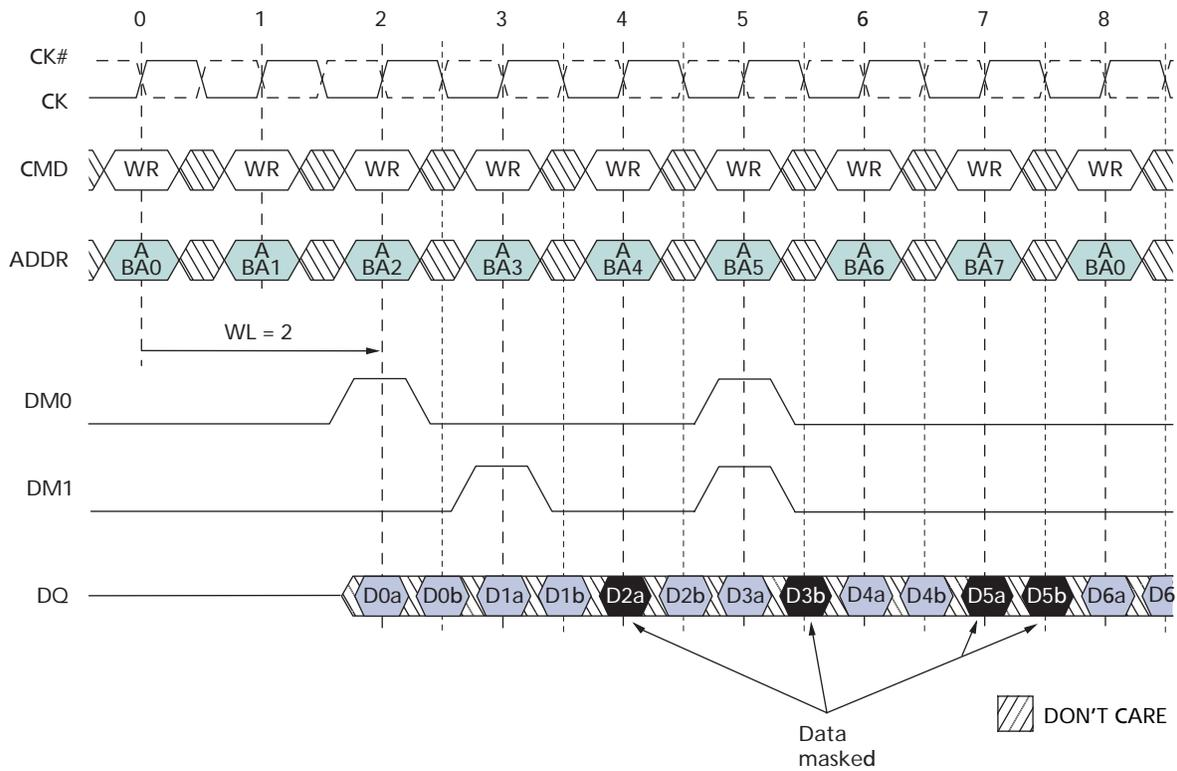 0 1 2 3 4 5 6 7 8
CK#
CK
CMD WR WR WR WR WR WR WR WR WR
A A A A A A A A A
ADDR BA0 BA1 BA2 BA3 BA4 BA5 BA6 BA7 BA0
WL = 2
DM0
DM1
DQ D0a D0b D1a D1b D2a D2b D3a D3b D4a D4b D5a D5b D6a D6
DON'T CARE
Data
masked